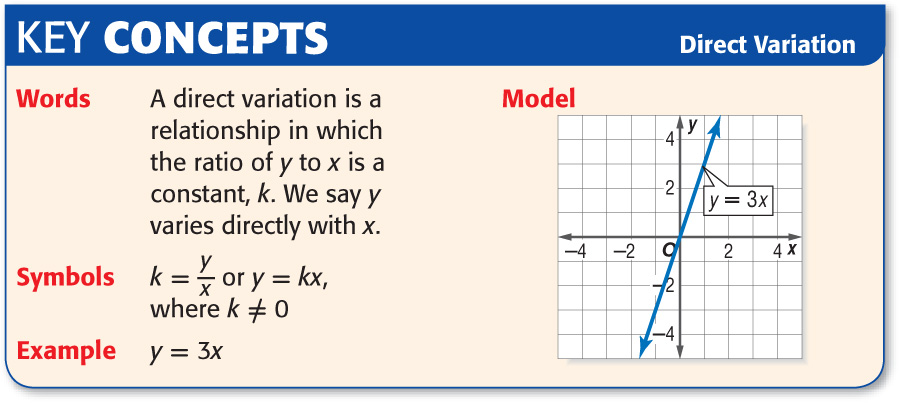 KEY CONCEPTS
Direct Variation
Words
A direct variation is a
relationship in which
the ratio of y to x is a
constant, k. We say y
varies directly with x.
Symbols
k = y/x or y = kx,
where k ≠ 0
Example
y = 3x
Model
y
4
2
y = 3x
−4 −2 O 2 4 x
−2
−4